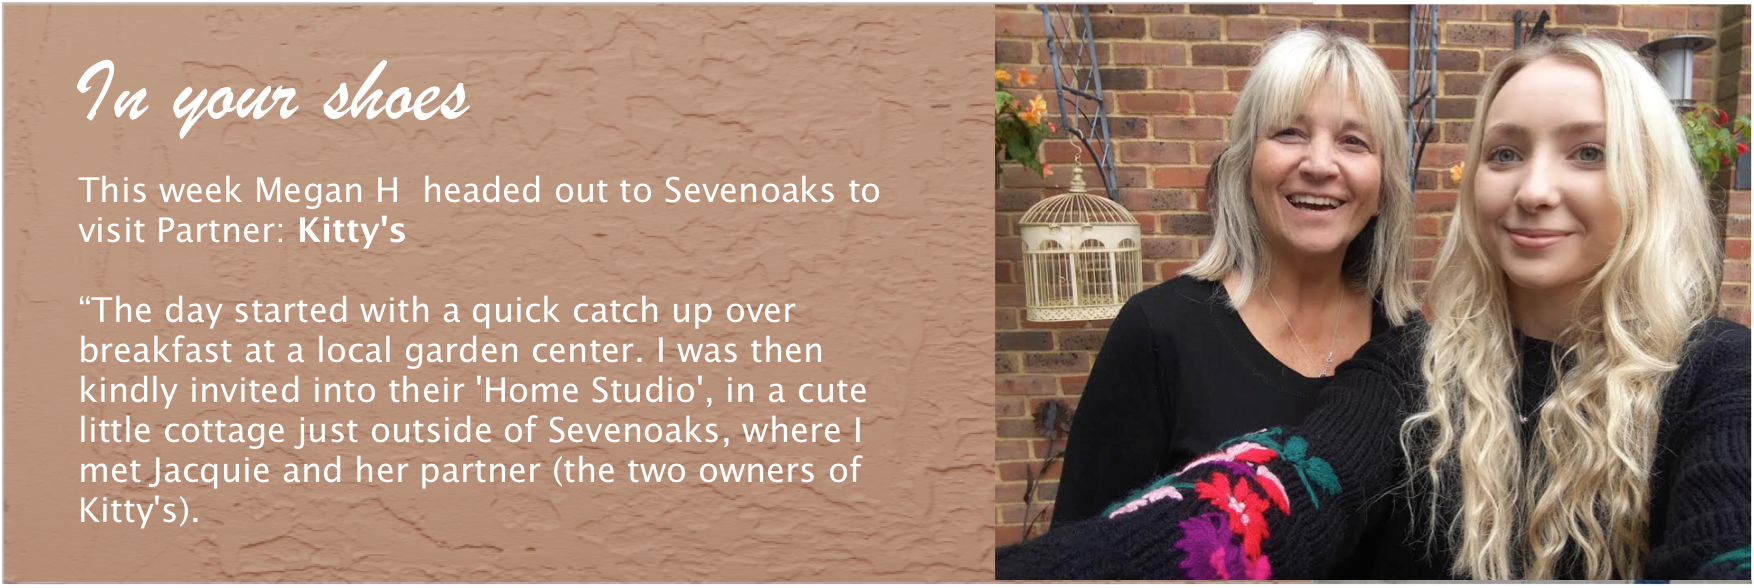 In your shoes
This week Megan H  headed out to Sevenoaks to
visit Partner: Kitty's
“The day started with a quick catch up over
breakfast at a local garden center. I was then
kindly invited into their 'Home Studio', in a cute
little cottage just outside of Sevenoaks, where I
met Jacquie and her partner (the two owners of
Kitty's).